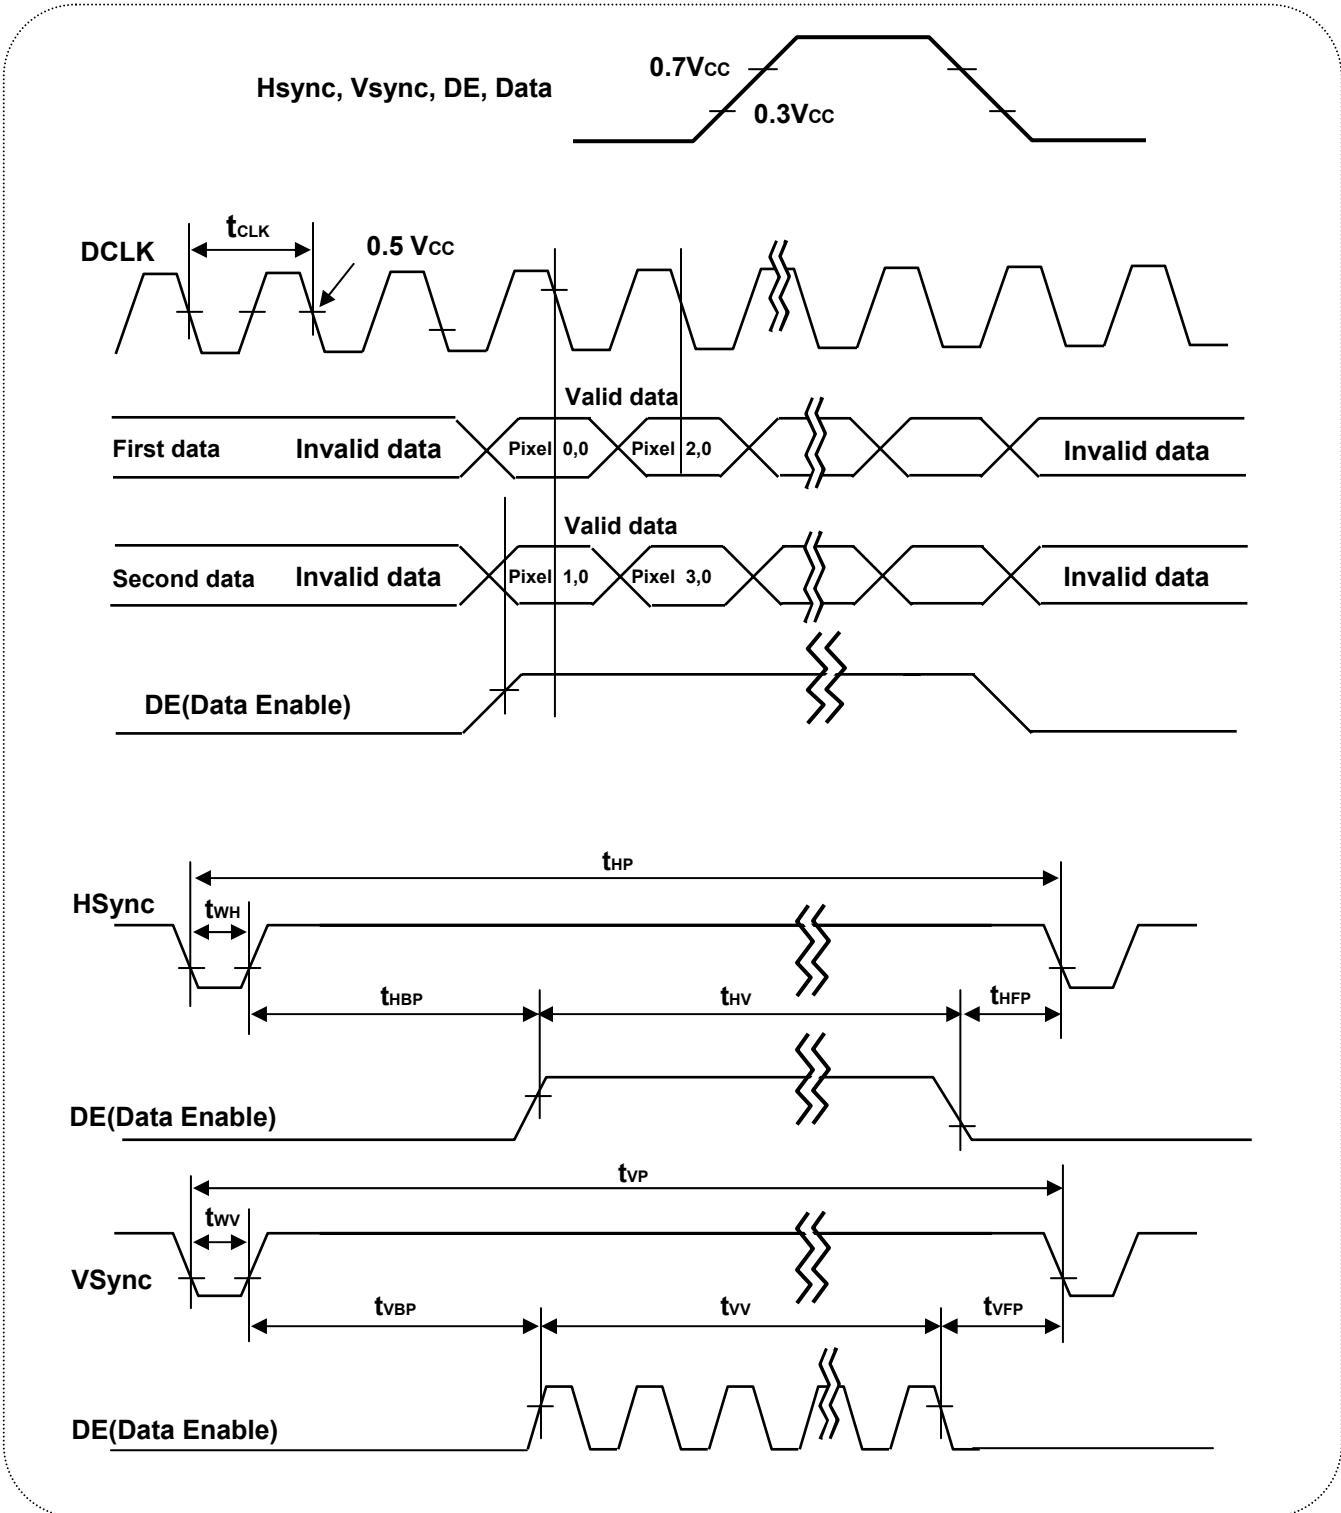 0.7VCC
Hsync, Vsync, DE, Data
0.3VCC
tCLK
DCLK
0.5 VCC
Valid data
First data
Invalid data
Pixel 0,0
Pixel 2,0
Invalid data
Valid data
Second data
Invalid data
Pixel 1,0
Pixel 3,0
Invalid data
DE(Data Enable)
tHP
HSync
tWH
tHBP
tHV
tHFP
DE(Data Enable)
tVP
tWV
VSync
tVBP
tVV
tVFP
DE(Data Enable)